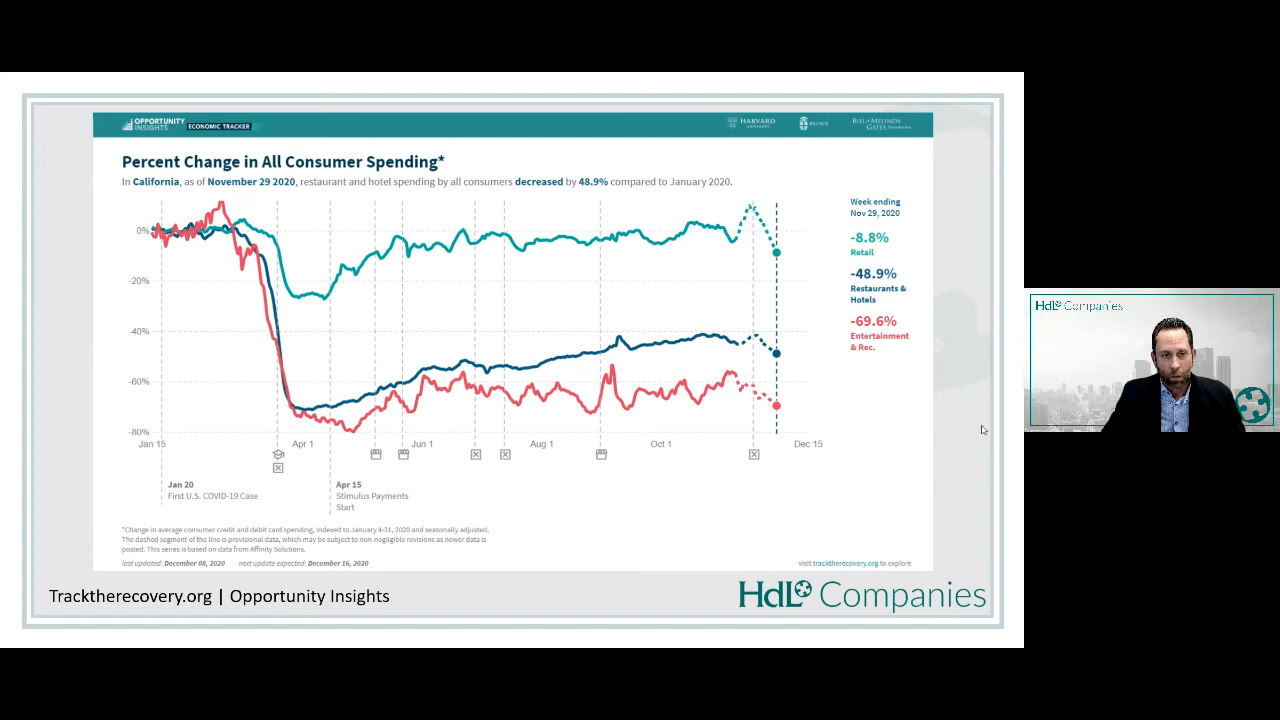 OPPORTUNITY
INSIGHTS
ECONOMIC TRACKER
HARVARD
BROWN
BILL & MELINDA
GATES foundation
Percent Change in All Consumer Spending*
In California, as of November 29 2020, restaurant and hotel spending by all consumers decreased by 48.9% compared to January 2020.
Week ending
Nov 29, 2020
-8.8%
Retail
-48.9%
Restaurants &
Hotels
-69.6%
Entertainment
& Rec.
0%
-20%
-40%
-60%
-80%
Jan 15
Apr 1
Jun 1
Aug 1
Oct 1
Dec 15
Jan 20
First U.S. COVID-19 Case
Apr 15
Stimulus Payments
Start
*Change in average consumer credit and debit card spending, indexed to January 4-31, 2020 and seasonally adjusted.
The dashed segment of the line is provisional data, which may be subject to non-negligible revisions as newer data is
posted. This series is based on data from Affinity Solutions.
last updated: December 08, 2020 next update expected: December 16, 2020
visit tracktherecovery.org to explore
Tracktherecovery.org | Opportunity Insights
HdL Companies
HdL Companies